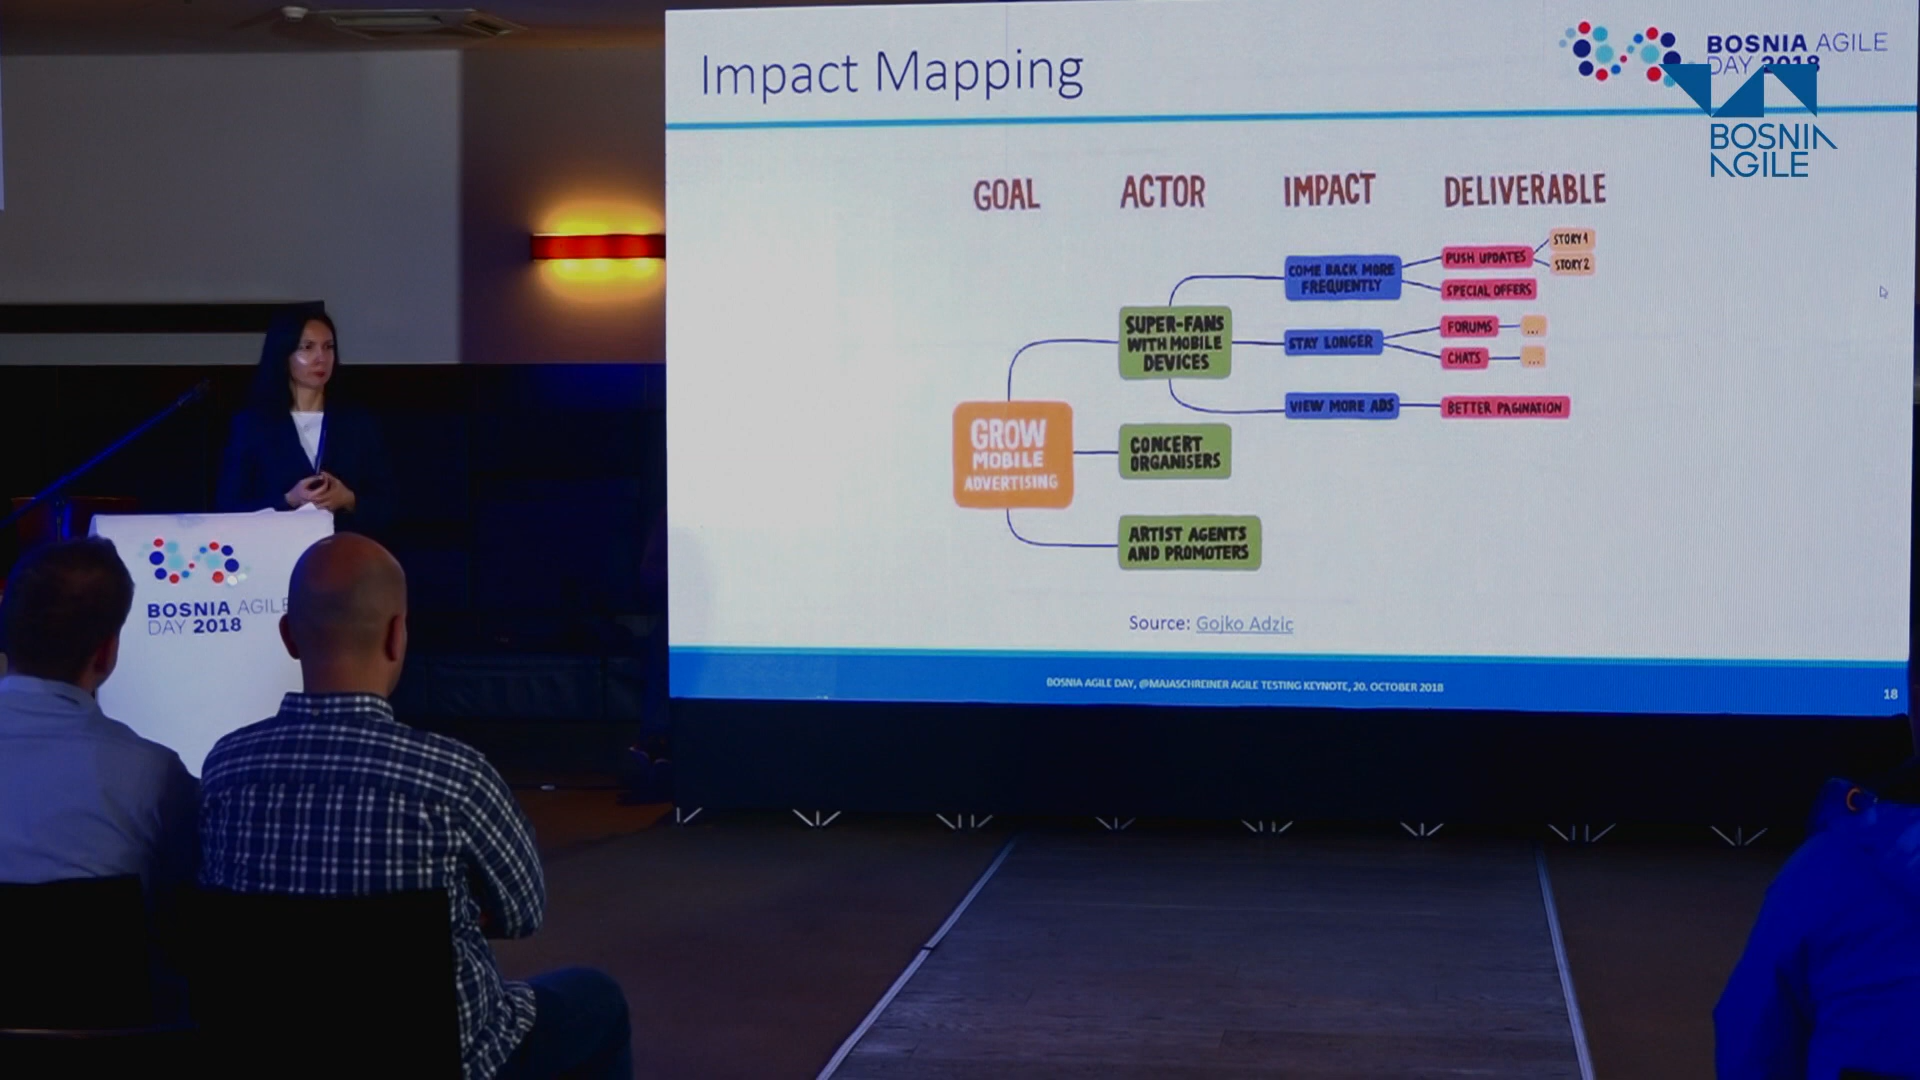 Impact Mapping
BOSNIA AGILE
DAY 2018
BOSNIA
AGILE
GOAL
ACTOR
IMPACT
DELIVERABLE
GROW
MOBILE
ADVERTISING
SUPER-FANS
WITH MOBILE
DEVICES
CONCERT
ORGANISERS
ARTIST AGENTS
AND PROMOTERS
COME BACK MORE
FREQUENTLY
STAY LONGER
VIEW MORE ADS
PUSH UPDATES
STORY 1
STORY 2
SPECIAL OFFERS
FORUMS
...
CHATS
...
BETTER PAGINATION
Source: Gojko Adzic
BOSNIA AGILE DAY, @MAJASCHREINER AGILE TESTING KEYNOTE, 20. OCTOBER 2018
18
BOSNIA AGILE
DAY 2018